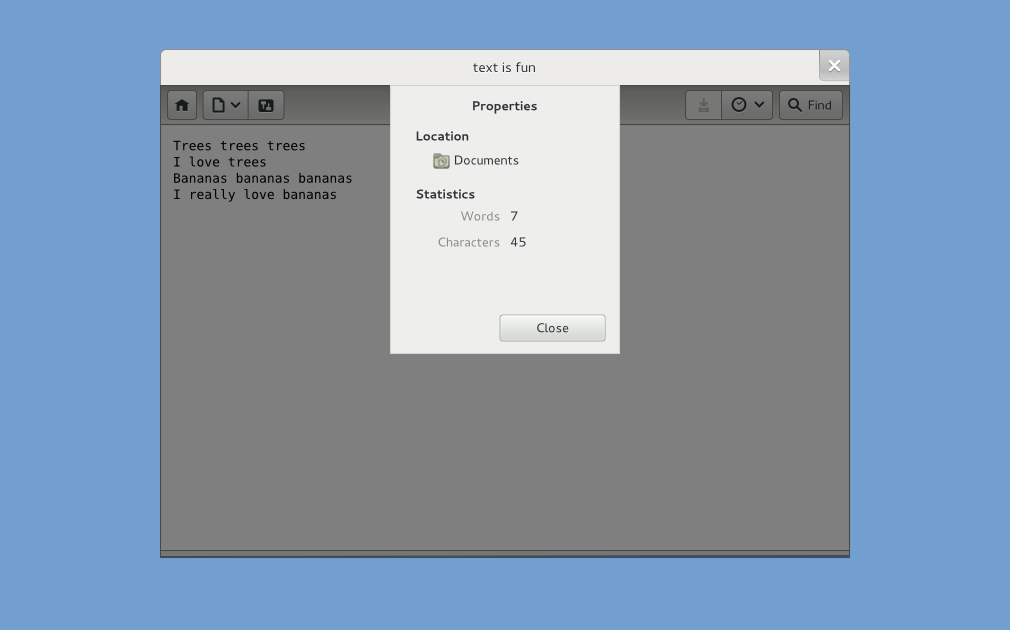 text is fun
Find
Trees trees trees
I love trees
Bananas bananas bananas
I really love bananas
Properties
Location
Documents
Statistics
Words 7
Characters 45
Close